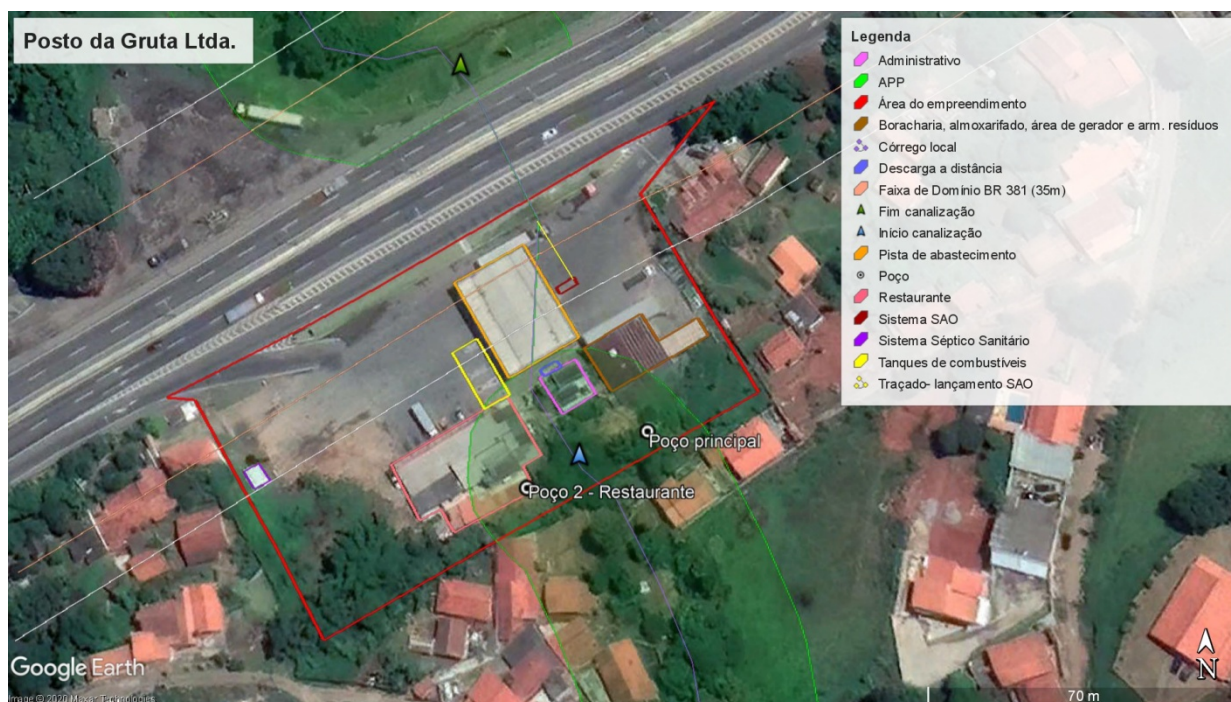 Posto da Gruta Ltda.
Legenda
Administrativo
APP
Área do empreendimento
Boracharia, almoxarifado, área de gerador e arm. resíduos
Córrego local
Descarga a distância
Faixa de Domínio BR 381 (35m)
Fim canalização
Início canalização
Pista de abastecimento
Poço
Restaurante
Sistema SAO
Sistema Séptico Sanitário
Tanques de combustíveis
Traçado- lançamento SAO
Poço principal
Poço 2 - Restaurante
Google Earth
Image © 2020 Maxar Technologies
N
70 m